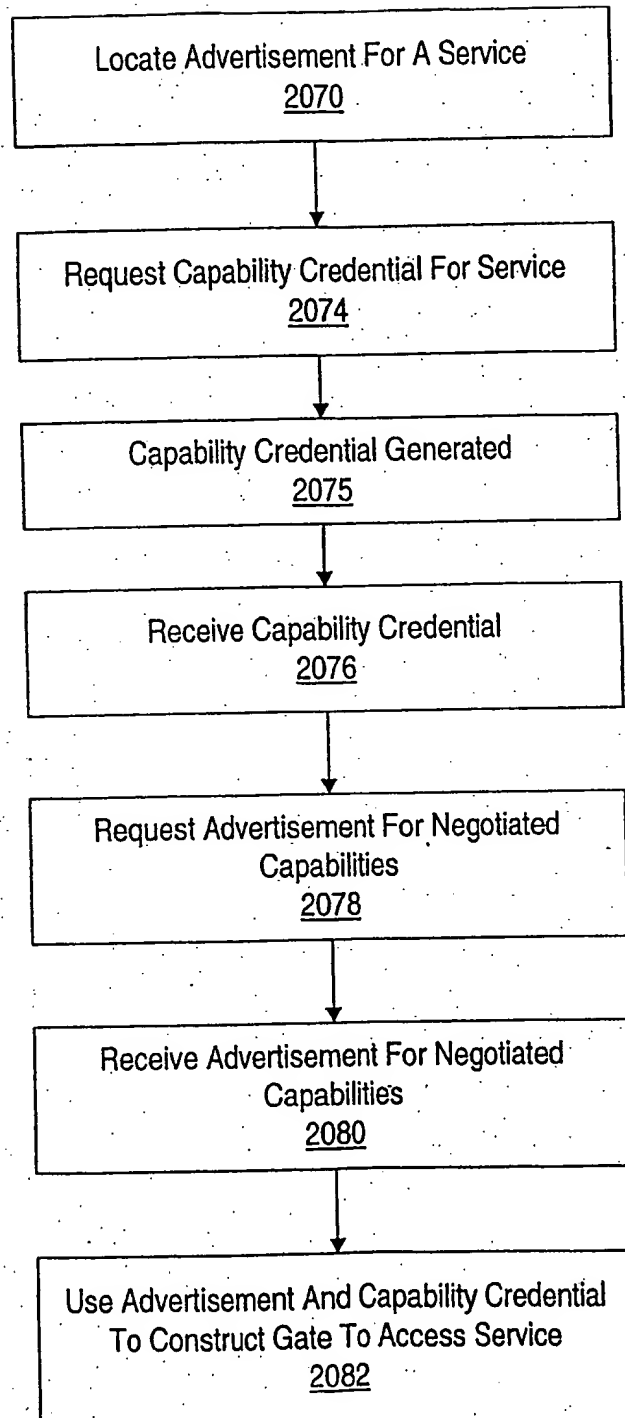 Locate Advertisement For A Service
2070
Request Capability Credential For Service
2074
Capability Credential Generated
2075
Receive Capability Credential
2076
Request Advertisement For Negotiated
Capabilities
2078
Receive Advertisement For Negotiated
Capabilities
2080
Use Advertisement And Capability Credential
To Construct Gate To Access Service
2082